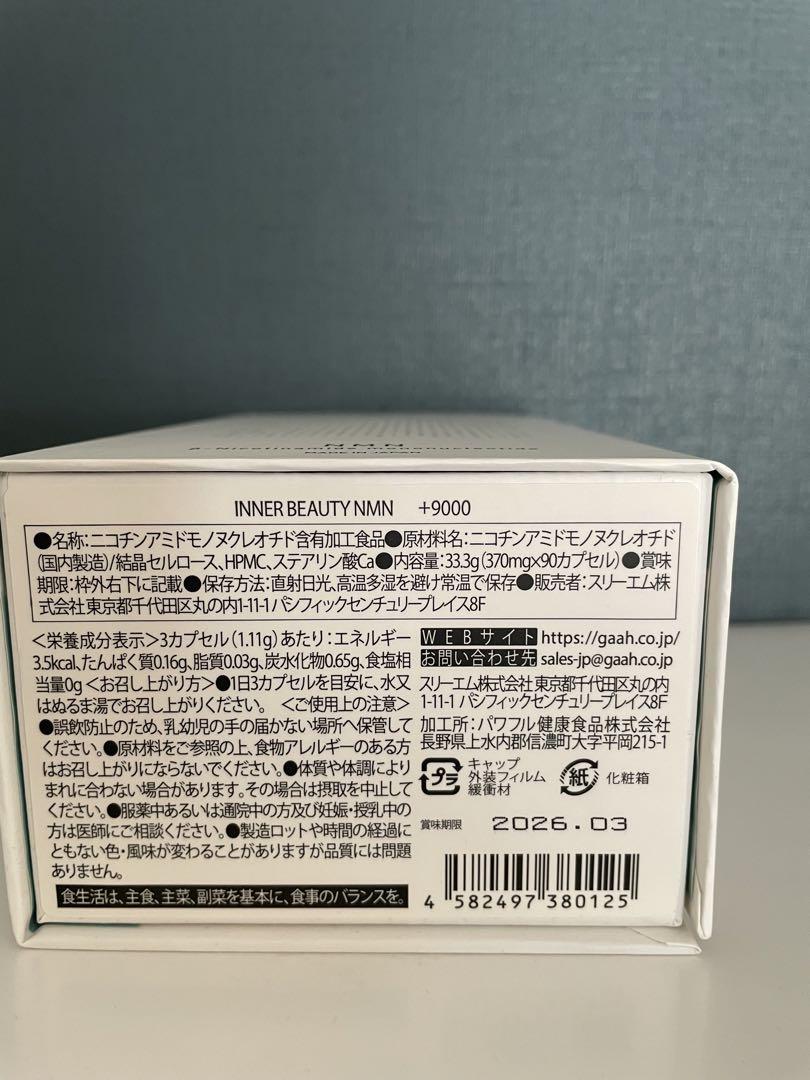 NMN
β-Nicotinamide mononucleotide
MADE IN JAPAN
INNER BEAUTY NMN +9000
●名称:ニコチンアミドモノヌクレオチド含有加工食品●原材料名:ニコチンアミドモノヌクレオチド
(国内製造)/結晶セルロース、HPMC、ステアリン酸Ca●内容量:33.3g(370mg×90カプセル)●賞味
期限:枠外右下に記載●保存方法:直射日光、高温多湿を避け常温で保存●販売者:スリーエム株
式会社 東京都千代田区丸の内1-11-1 パシフィックセンチュリープレイス8F
<栄養成分表示>3カプセル(1.11g)あたり:エネルギー
3.5kcal、たんぱく質0.16g、脂質0.03g、炭水化物0.65g、食塩相
当量0g <お召し上がり方>●1日3カプセルを目安に、水又
はぬるま湯でお召し上がりください。 <ご使用上の注意>
●誤飲防止のため、乳幼児の手の届かない場所へ保管して
ください。●原材料をご参照の上、食物アレルギーのある方
はお召し上がりにならないでください。●体質や体調により
まれに合わない場合があります。その場合は摂取を中止して
ください。●服薬中あるいは通院中の方及び妊娠・授乳中の
方は医師にご相談ください。●製造ロットや時間の経過に
ともない色・風味が変わることがありますが品質には問題
ありません。
食生活は、主食、主菜、副菜を基本に、食事のバランスを。
WEBサイト https://gaah.co.jp/
お問い合わせ先 sales-jp@gaah.co.jp
スリーエム株式会社 東京都千代田区丸の内
1-11-1 パシフィックセンチュリープレイス8F
加工所:パワフル健康食品株式会社
長野県上水内郡信濃町大字平岡215-1
プラ キャップ
外装フィルム
緩衝材
紙 化粧箱
賞味期限 2026.03
4 582497 380125